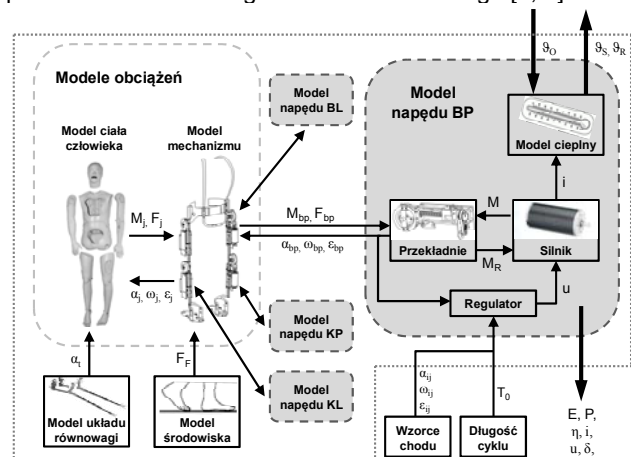 ϑO
ϑS, ϑR
Modele obciążeń
Model
napędu BL
Model
napędu BP
Model ciała
człowieka
Model
mechanizmu
Model cieplny
i
Mj, Fj
Mbp, Fbp
M
αbp, ωbp, εbp
Przekładnie
Silnik
MR
αj, ωj, εj
u
Regulator
Model
napędu KP
αt
FF
Model
napędu KL
αij
ωij
εij
T0
Model układu
równowagi
Model
środowiska
Wzorce
chodu
Długość
cyklu
E, P,
η, i,
u, δ,